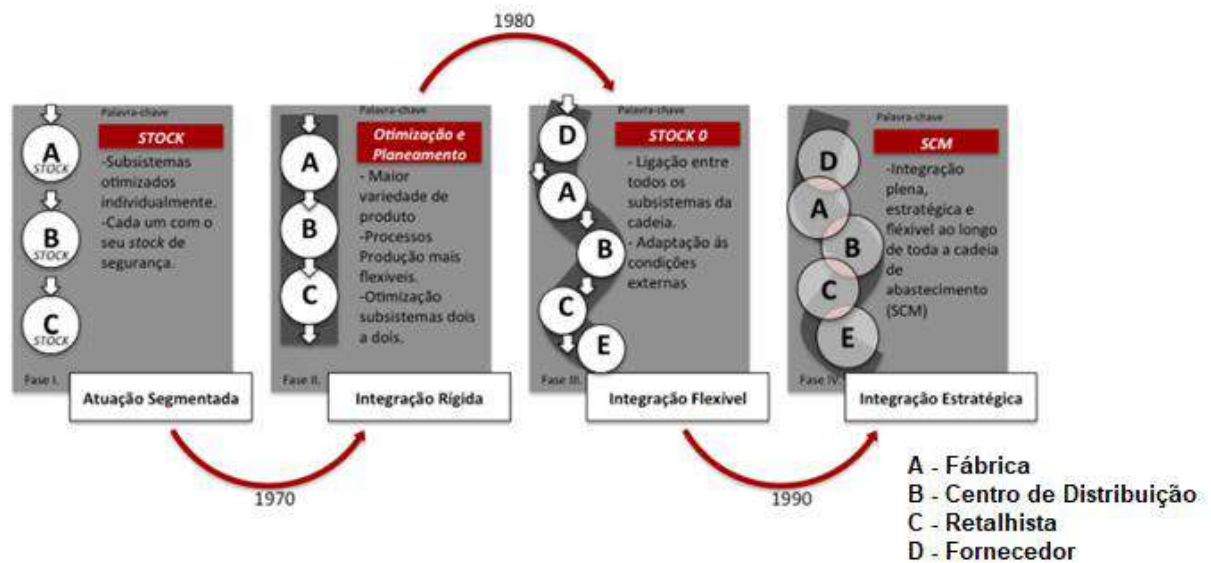 1980
Palavra-chave
STOCK
A
STOCK
B
STOCK
C
STOCK
-Subsistemas
otimizados
individualmente.
-Cada um com o
seu stock de
segurança.
Fase I.
Atuação Segmentada
Palavra-chave
Otimização e
Planeamento
A
B
C
- Maior
variedade de
produto
-Processos
Produção mais
flexiveis.
-Otimização
subsistemas dois
a dois.
Fase II.
Integração Rígida
Palavra-chave
STOCK 0
D
A
B
C
E
- Ligação entre
todos os
subsistemas da
cadeia.
- Adaptação ás
condições
externas
Fase III.
Integração Flexível
Palavra-chave
SCM
D
A
B
C
E
-Integração
plena,
estratégica e
fléxivel ao longo
de toda a cadeia
de
abastecimento
(SCM)
Fase IV.
Integração Estratégica
1970
1990
A - Fábrica
B - Centro de Distribuição
C - Retalhista
D - Fornecedor